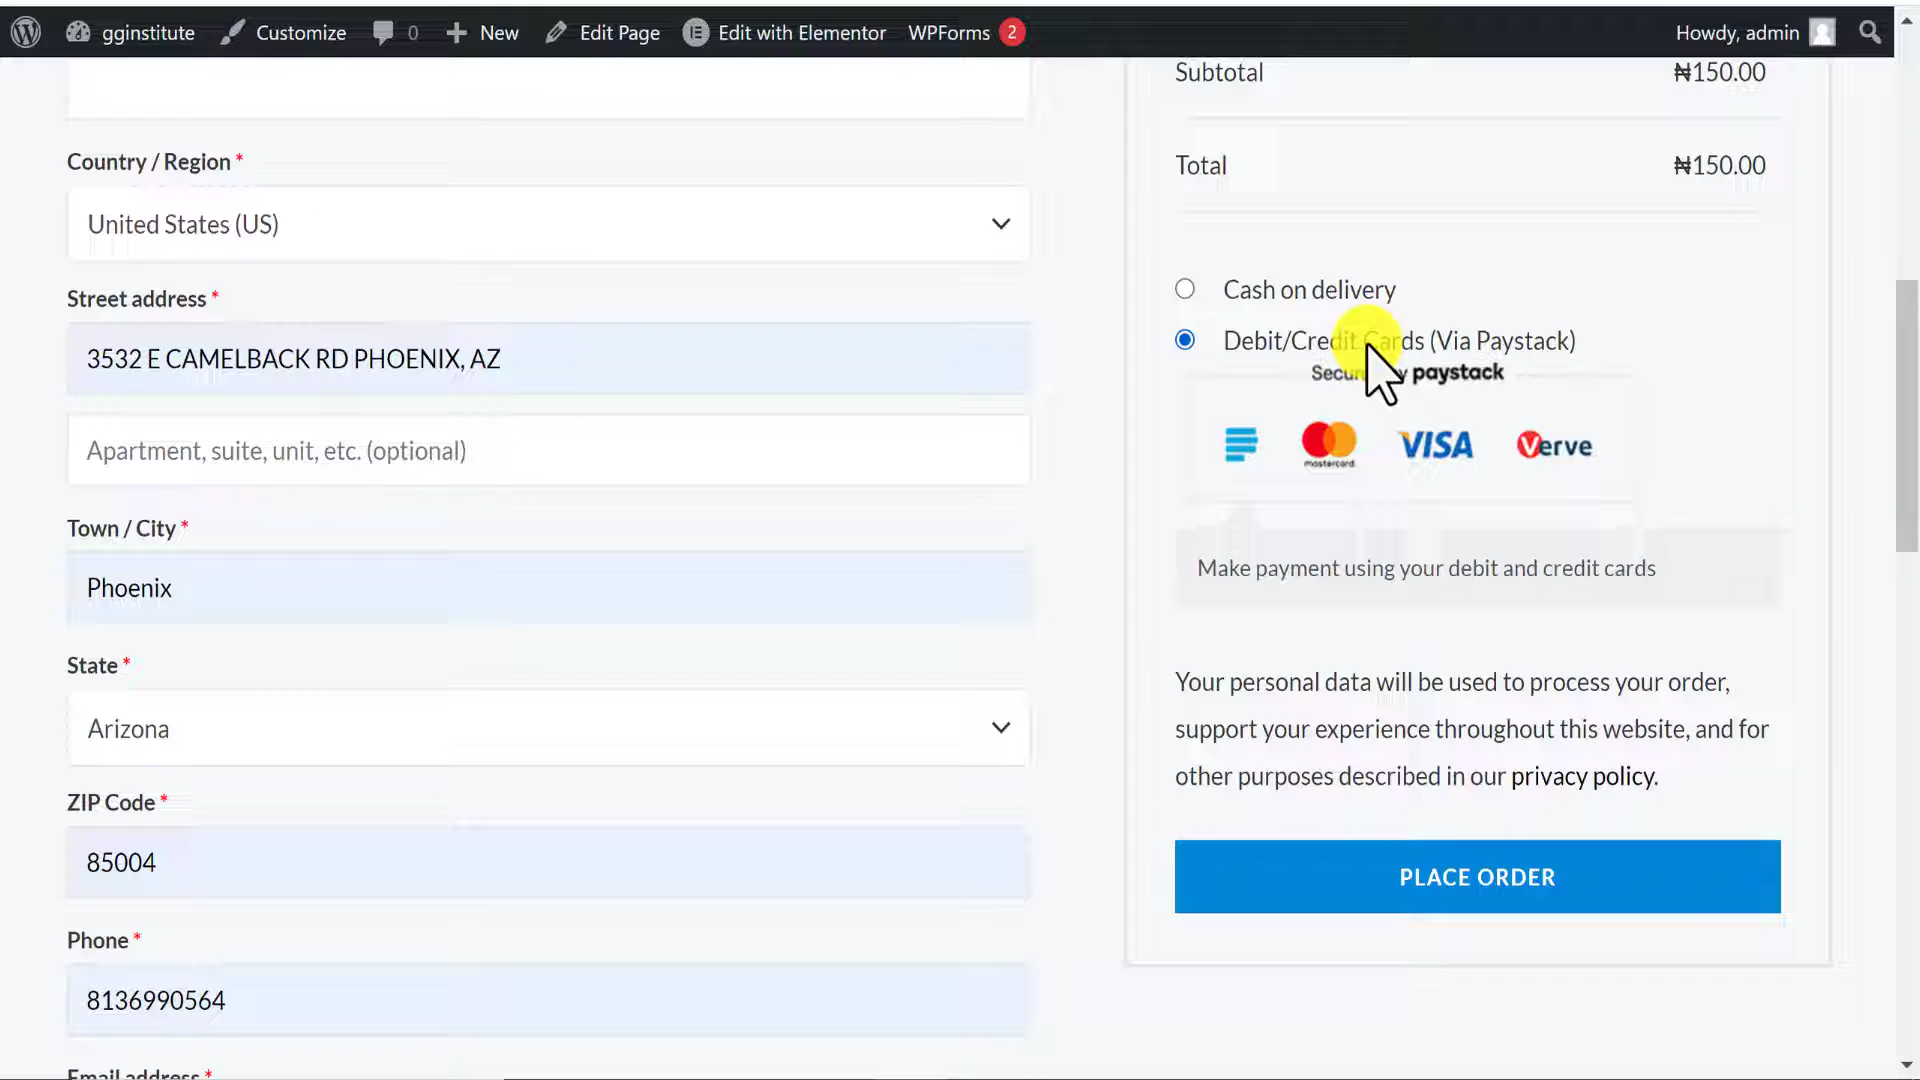 gginstitute Customize 0 New Edit Page Edit with Elementor WPForms 2 Howdy, admin
Country / Region *
United States (US)
Street address *
3532 E CAMELBACK RD PHOENIX, AZ
Apartment, suite, unit, etc. (optional)
Town / City *
Phoenix
State *
Arizona
ZIP Code *
85004
Phone *
8136990564
Email address *
Subtotal ₦150.00
Total ₦150.00
Cash on delivery
Debit/Credit Cards (Via Paystack)
paystack
mastercard VISA Verve
Make payment using your debit and credit cards
Your personal data will be used to process your order,
support your experience throughout this website, and for
other purposes described in our privacy policy.
PLACE ORDER